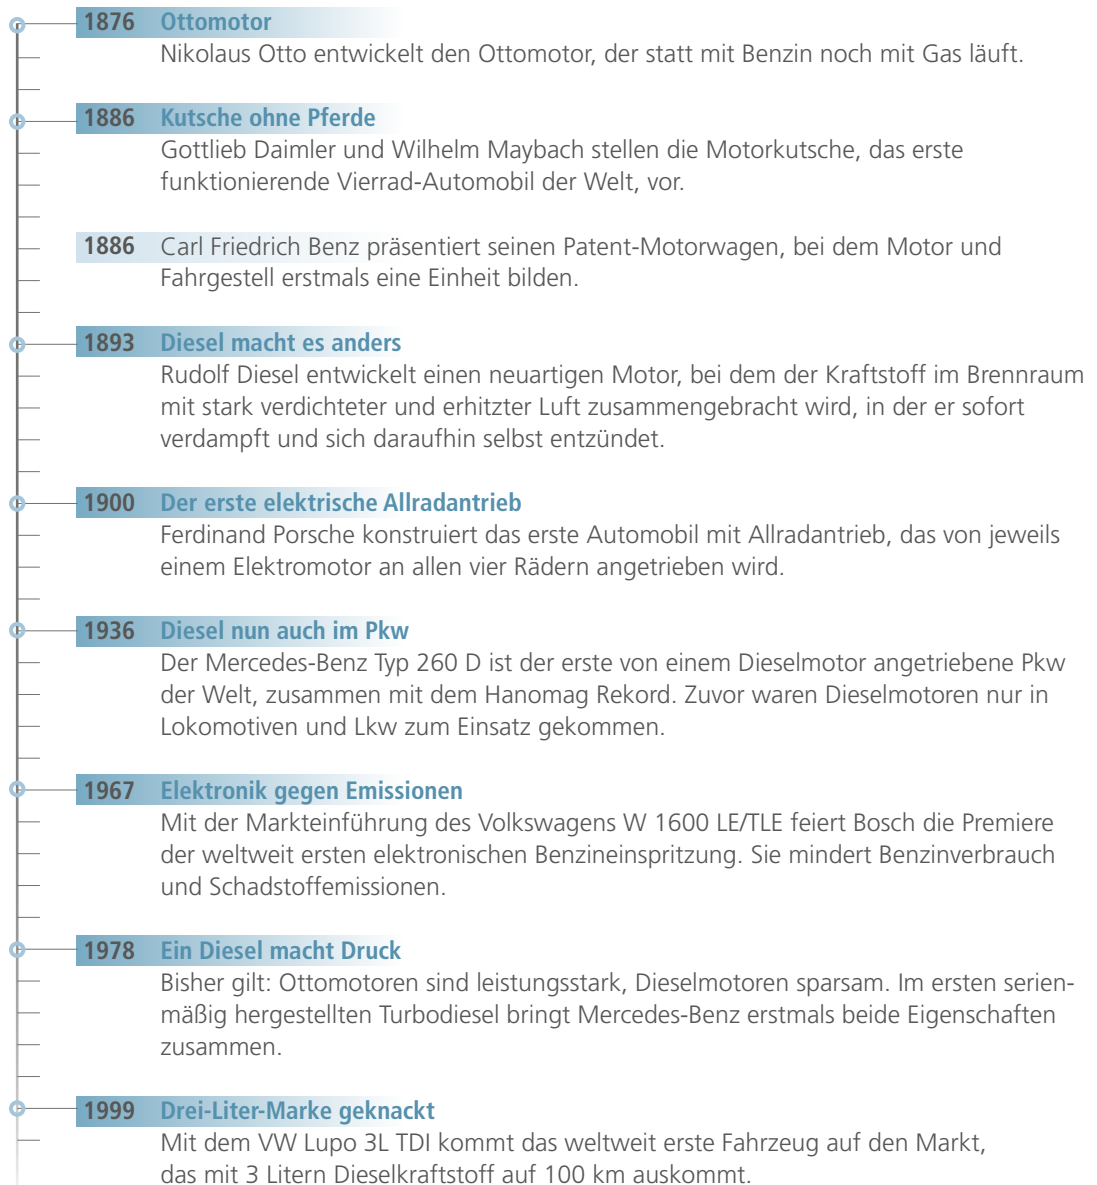 1876 Ottomotor
Nikolaus Otto entwickelt den Ottomotor, der statt mit Benzin noch mit Gas läuft.
1886 Kutsche ohne Pferde
Gottlieb Daimler und Wilhelm Maybach stellen die Motorkutsche, das erste
funktionierende Vierrad-Automobil der Welt, vor.
1886 Carl Friedrich Benz präsentiert seinen Patent-Motorwagen, bei dem Motor und
Fahrgestell erstmals eine Einheit bilden.
1893 Diesel macht es anders
Rudolf Diesel entwickelt einen neuartigen Motor, bei dem der Kraftstoff im Brennraum
mit stark verdichteter und erhitzter Luft zusammengebracht wird, in der er sofort
verdampft und sich daraufhin selbst entzündet.
1900 Der erste elektrische Allradantrieb
Ferdinand Porsche konstruiert das erste Automobil mit Allradantrieb, das von jeweils
einem Elektromotor an allen vier Rädern angetrieben wird.
1936 Diesel nun auch im Pkw
Der Mercedes-Benz Typ 260 D ist der erste von einem Dieselmotor angetriebene Pkw
der Welt, zusammen mit dem Hanomag Rekord. Zuvor waren Dieselmotoren nur in
Lokomotiven und Lkw zum Einsatz gekommen.
1967 Elektronik gegen Emissionen
Mit der Markteinführung des Volkswagens W 1600 LE/TLE feiert Bosch die Premiere
der weltweit ersten elektronischen Benzineinspritzung. Sie mindert Benzinverbrauch
und Schadstoffemissionen.
1978 Ein Diesel macht Druck
Bisher gilt: Ottomotoren sind leistungsstark, Dieselmotoren sparsam. Im ersten serien-
mäßig hergestellten Turbodiesel bringt Mercedes-Benz erstmals beide Eigenschaften
zusammen.
1999 Drei-Liter-Marke geknackt
Mit dem VW Lupo 3L TDI kommt das weltweit erste Fahrzeug auf den Markt,
das mit 3 Litern Dieselkraftstoff auf 100 km auskommt.